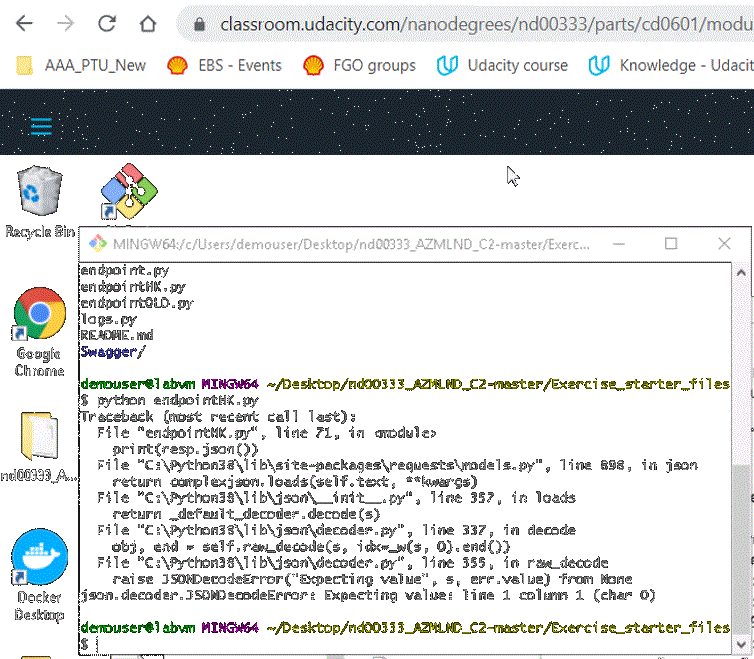 classroom.udacity.com/nanodegrees/nd00333/parts/cd0601/modu
AAA_PTU_New
EBS - Events
FGO groups
Udacity course
Knowledge - Udacit
Recycle Bin
MINGW64:/c/Users/demouser/Desktop/nd00333_AZMLND_C2-master/Exerc...
endpoint.py
endpointMK.py
endpointOLD.py
logs.py
README.md
Swagger/
demouser@labvm MINGW64 ~/Desktop/nd00333_AZMLND_C2-master/Exercise_starter_files
$ python endpointMK.py
Traceback (most recent call last):
File "endpointMK.py", line 71, in <module>
print(resp.json())
File "C:\Python38\lib\site-packages\requests\models.py", line 898, in json
return complexjson.loads(self.text, **kwargs)
File "C:\Python38\lib\json\__init__.py", line 357, in loads
return _default_decoder.decode(s)
File "C:\Python38\lib\json\decoder.py", line 337, in decode
obj, end = self.raw_decode(s, idx=_w(s, 0).end())
File "C:\Python38\lib\json\decoder.py", line 355, in raw_decode
raise JSONDecodeError("Expecting value", s, err.value) from None
json.decoder.JSONDecodeError: Expecting value: line 1 column 1 (char 0)
demouser@labvm MINGW64 ~/Desktop/nd00333_AZMLND_C2-master/Exercise_starter_files
$
Google
Chrome
nd00333_A...
Docker
Desktop